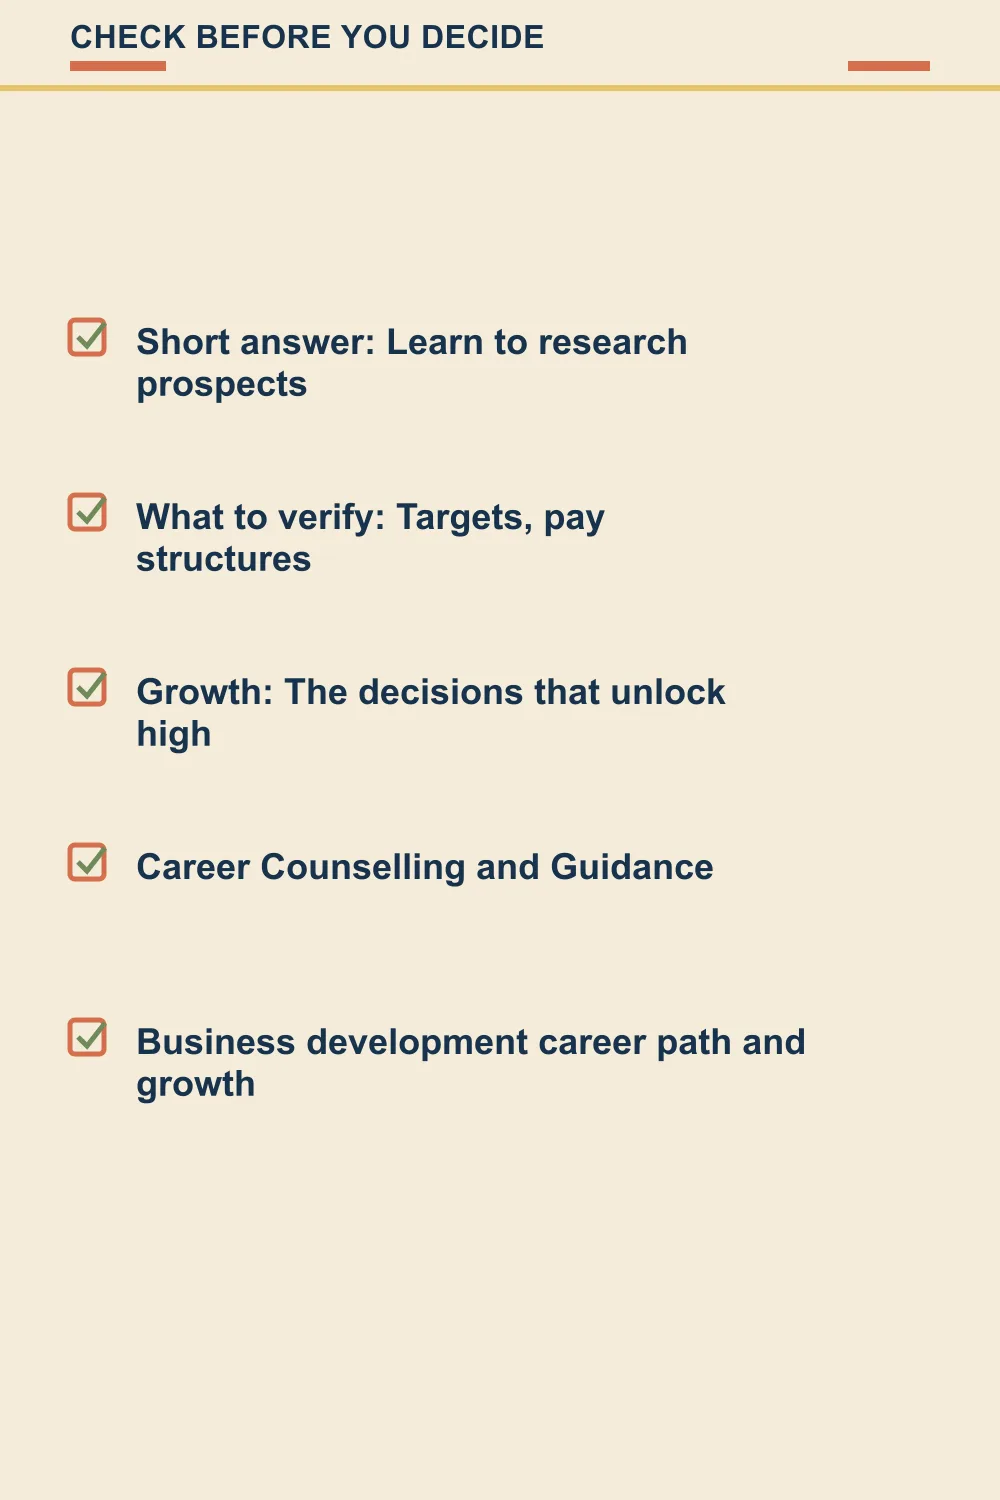 CHECK BEFORE YOU DECIDE
Short answer: Learn to research
prospects
What to verify: Targets, pay
structures
Growth: The decisions that unlock
high
Career Counselling and Guidance
Business development career path and
growth